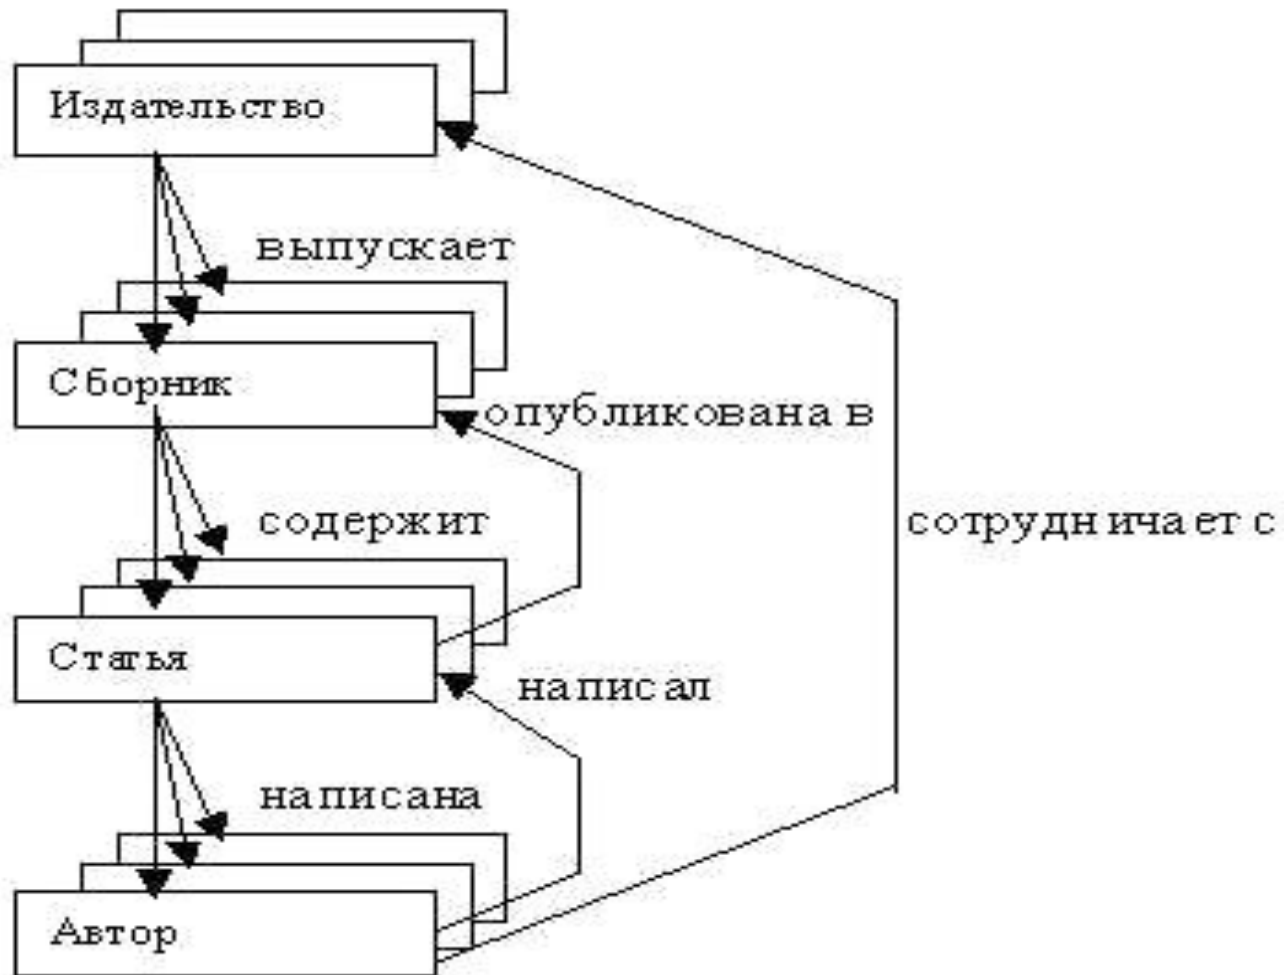 Издательство
выпускает
Сборник
опубликована в
содержит
сотрудничает с
Статья
написал
написана
Автор